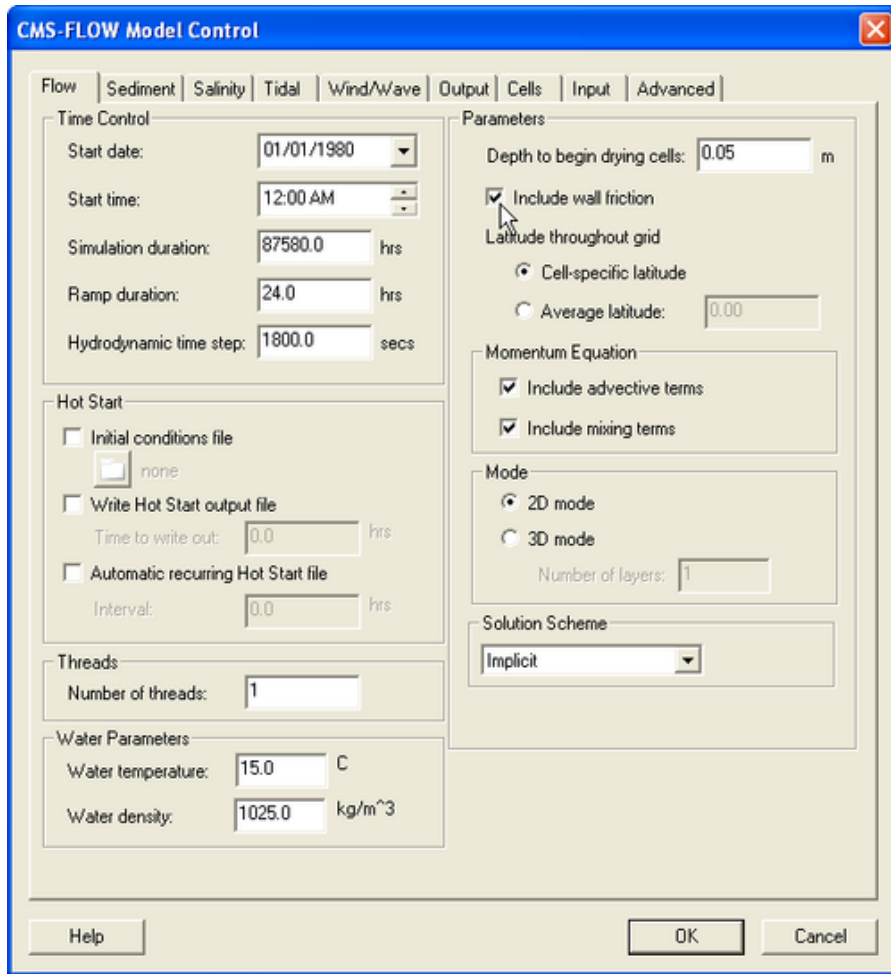 CMS-FLOW Model Control
Flow Sediment Salinity Tidal Wind/Wave Output Cells Input Advanced
Time Control
Start date: 01/01/1980
Start time: 12:00 AM
Simulation duration: 87580.0 hrs
Ramp duration: 24.0 hrs
Hydrodynamic time step: 1800.0 secs
Hot Start
Initial conditions file
none
Write Hot Start output file
Time to write out: 0.0 hrs
Automatic recurring Hot Start file
Interval: 0.0 hrs
Threads
Number of threads: 1
Water Parameters
Water temperature: 15.0 C
Water density: 1025.0 kg/m^3
Parameters
Depth to begin drying cells: 0.05 m
Include wall friction
Latitude throughout grid
Cell-specific latitude
Average latitude: 0.00
Momentum Equation
Include advective terms
Include mixing terms
Mode
2D mode
3D mode
Number of layers: 1
Solution Scheme
Implicit
Help OK Cancel